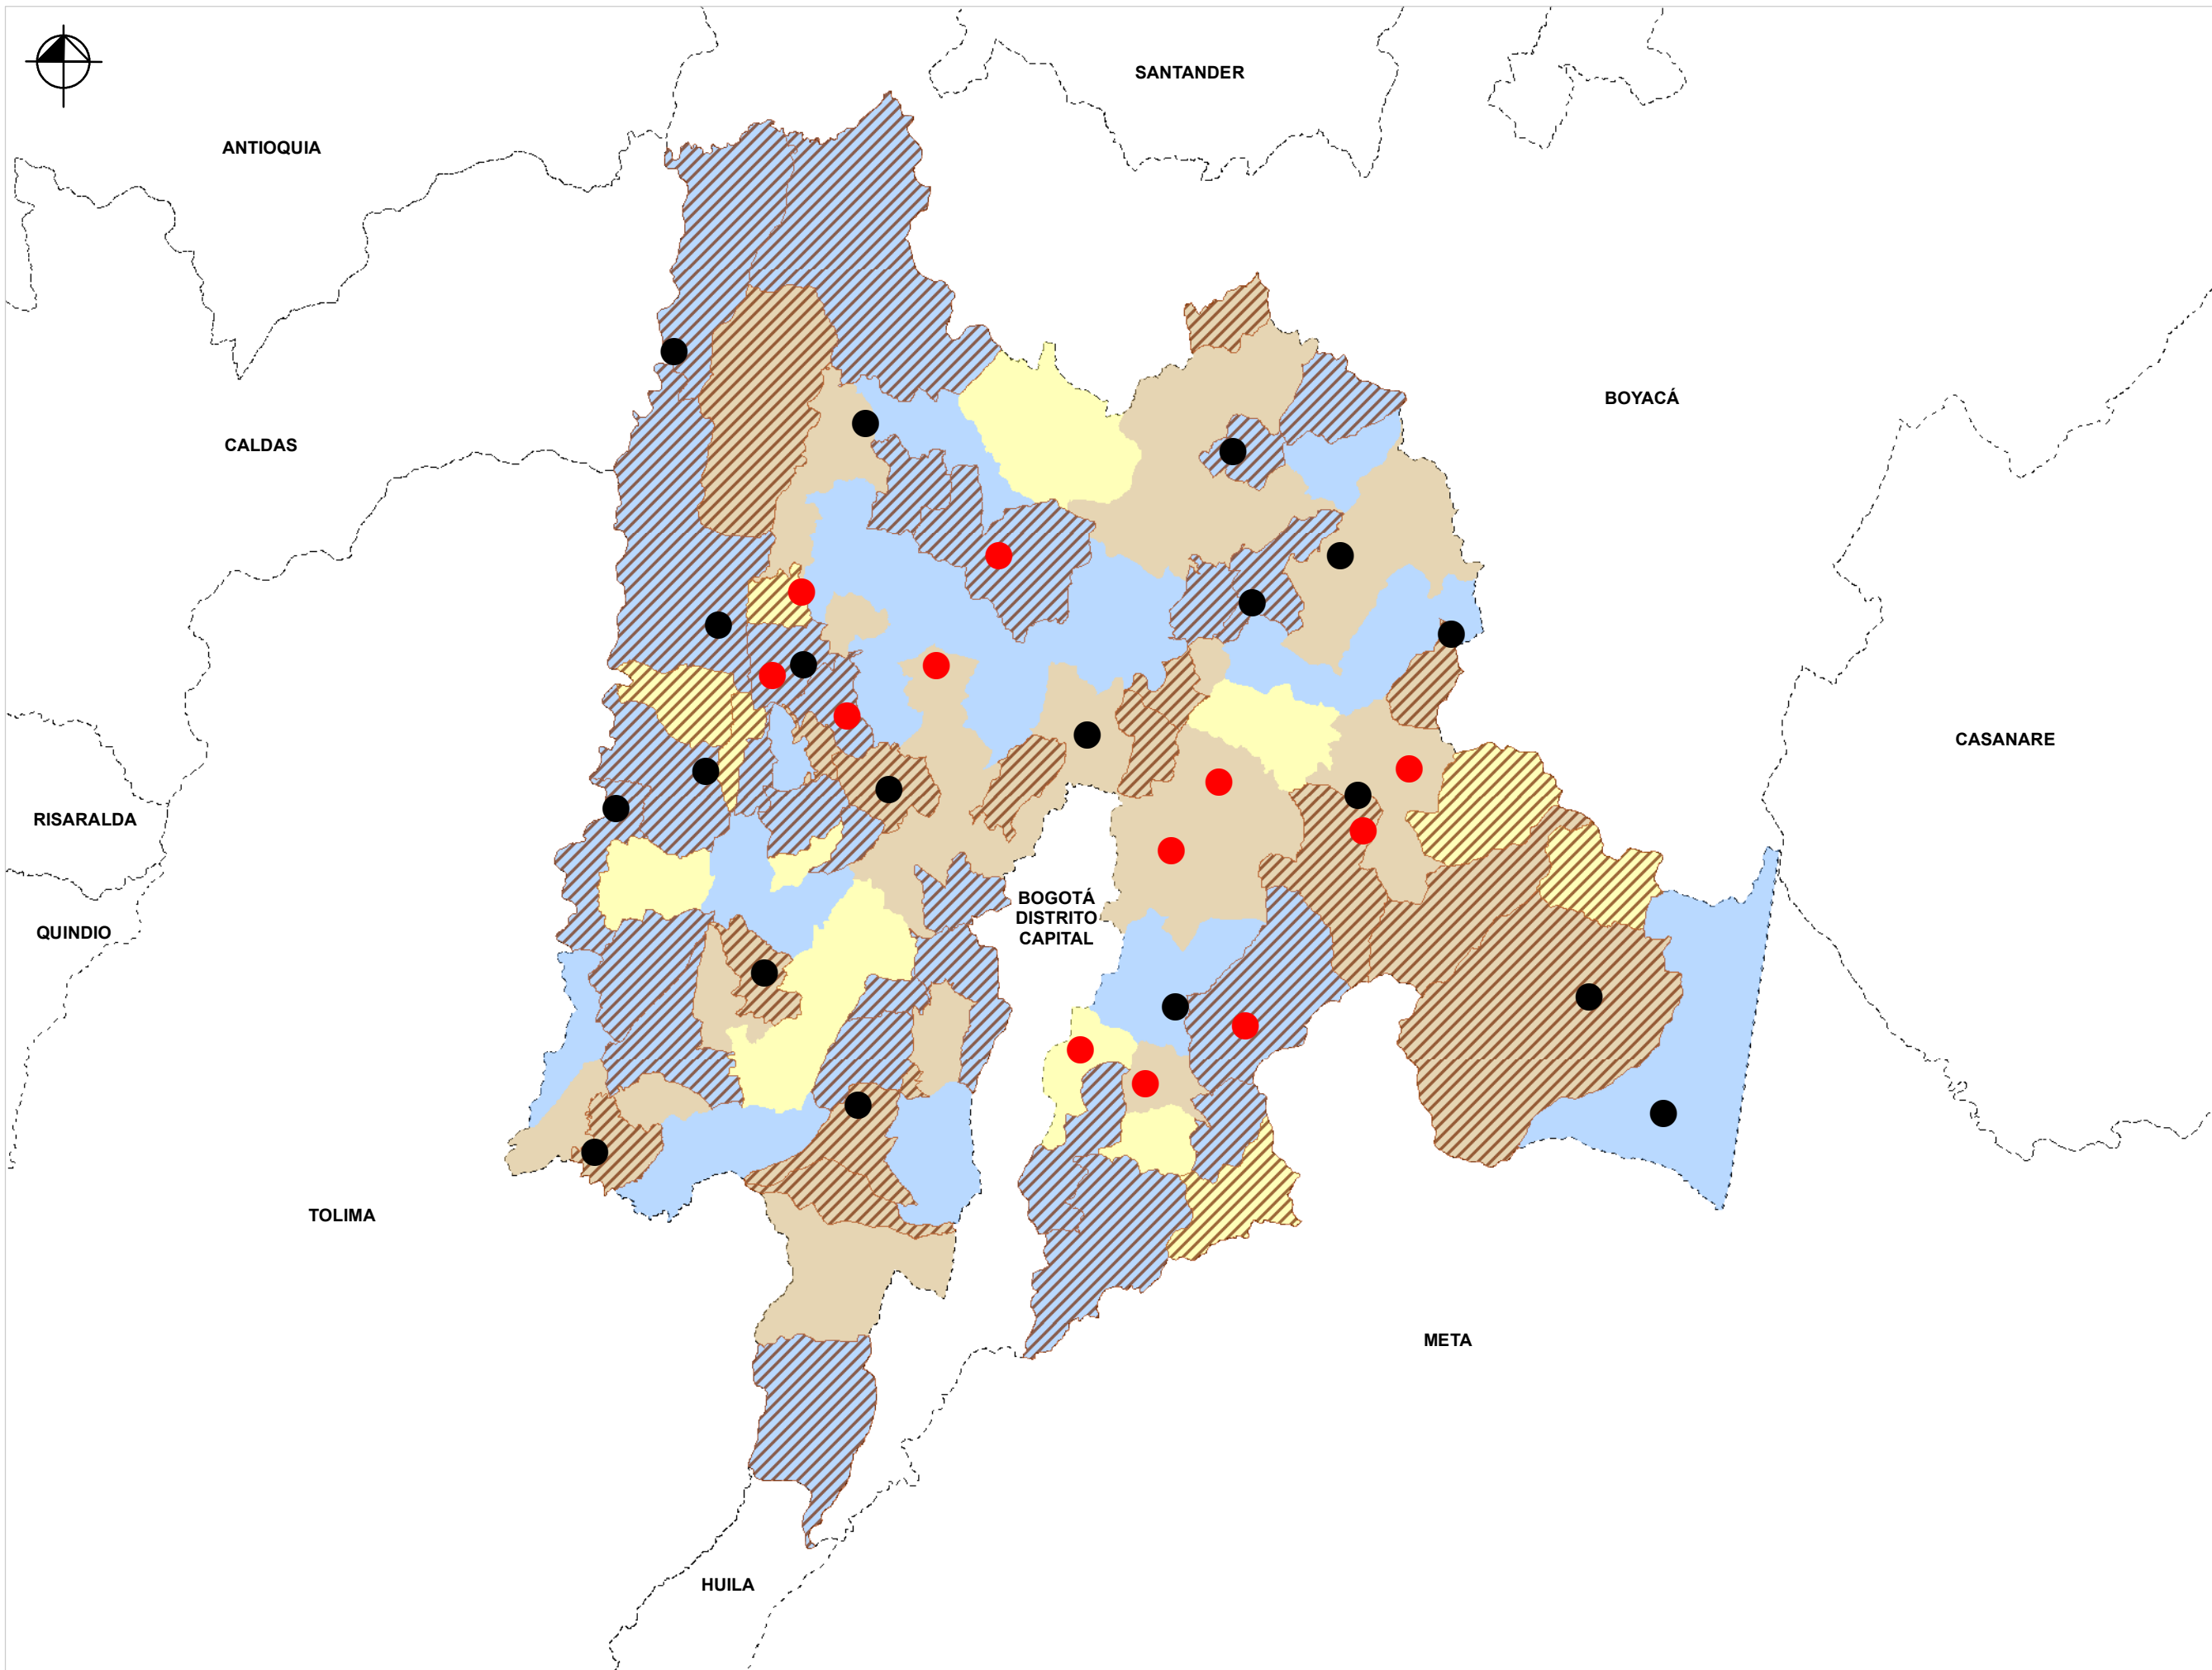 SANTANDER
ANTIOQUIA
BOYACÁ
CALDAS
CASANARE
RISARALDA
BOGOTÁ
DISTRITO
CAPITAL
QUINDIO
TOLIMA
META
HUILA